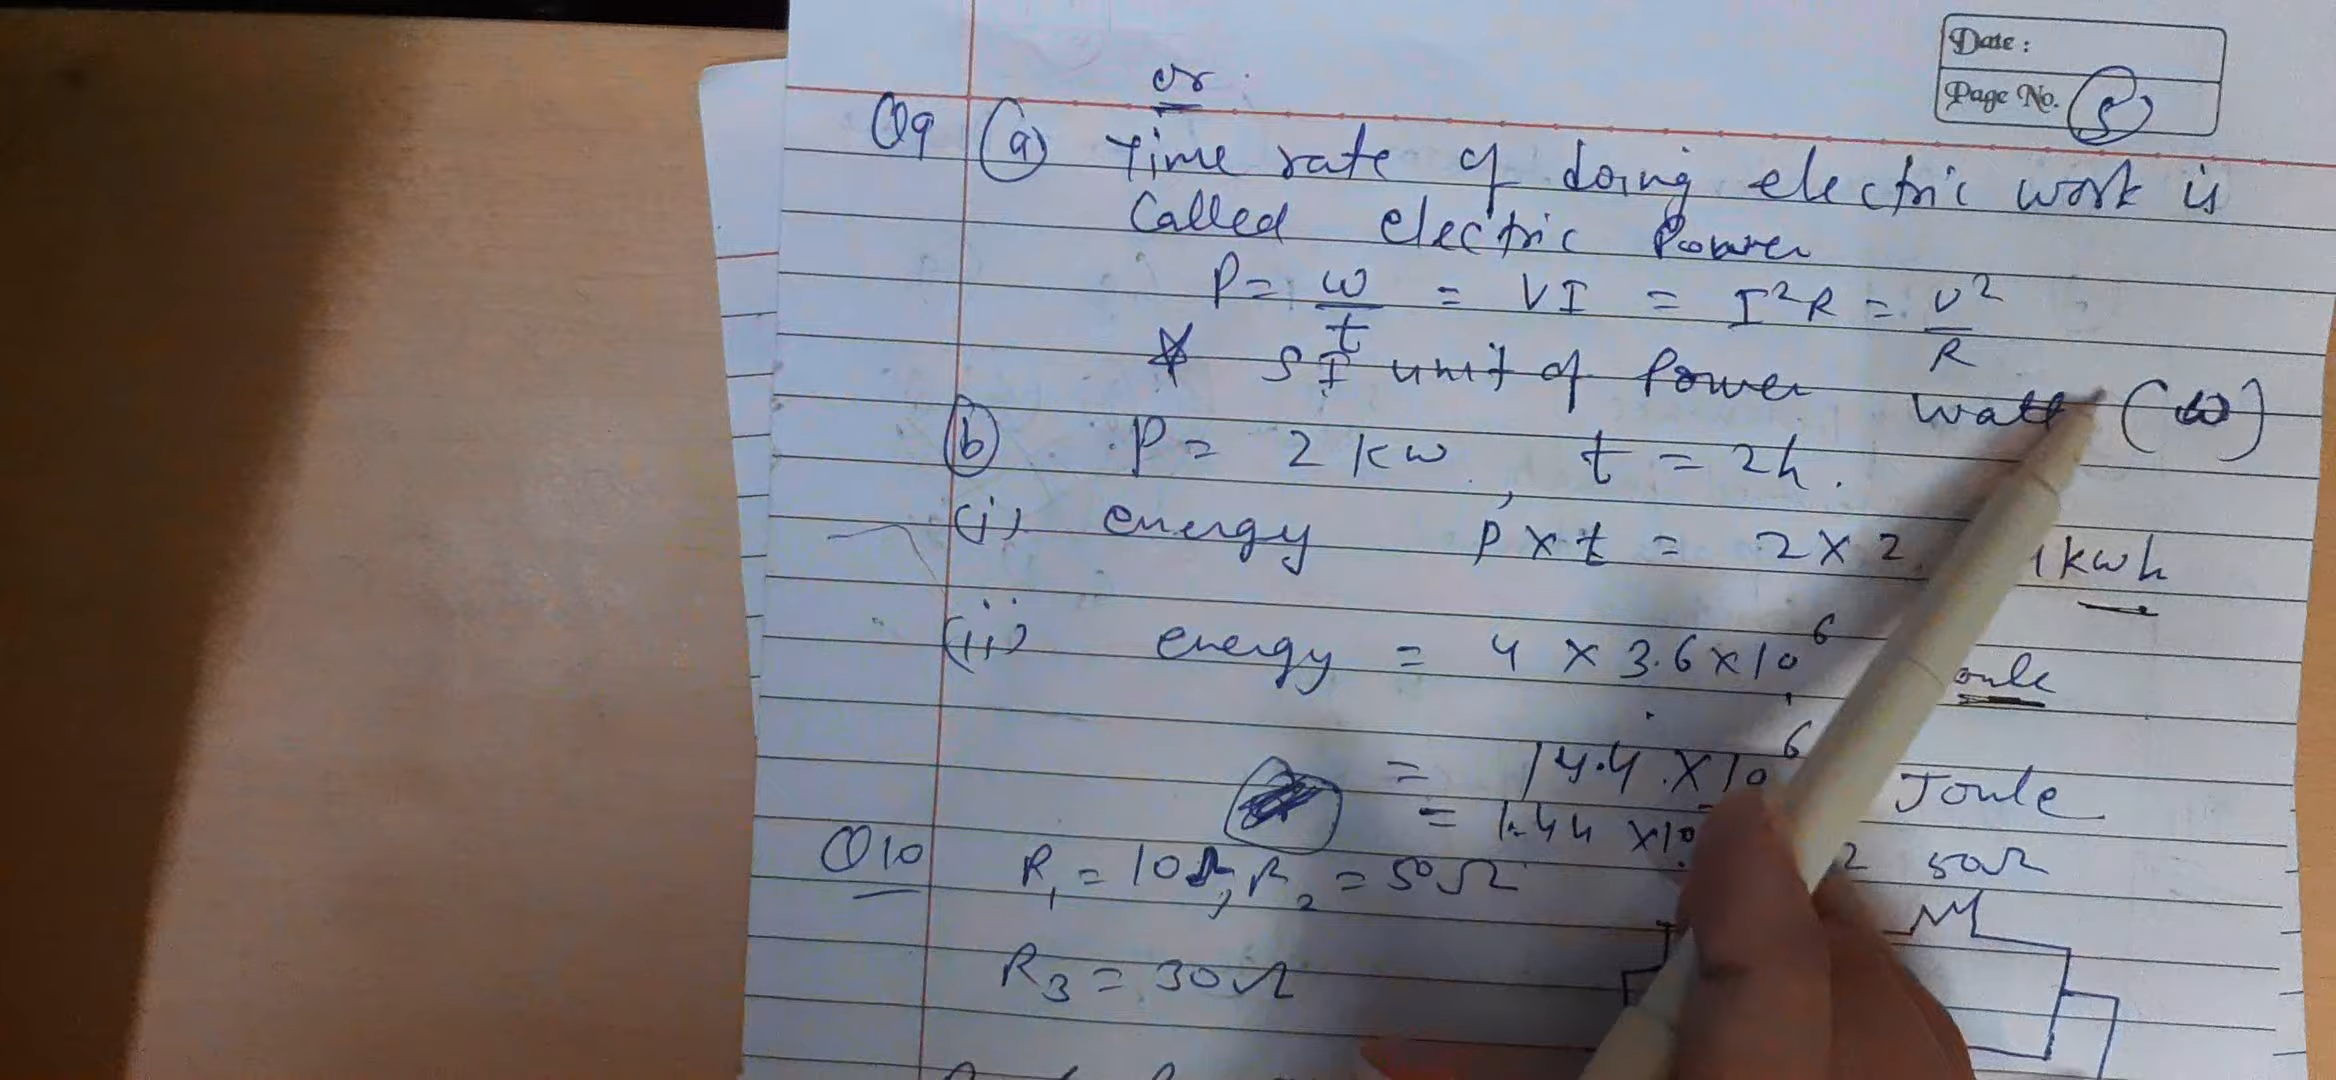 Date :
Page No. 5
or
Q9 (a) Time rate of doing electric work is
Called electric Power
P = w/t = VI = I²R = V²/R
* SI unit of Power watt (w)
(b) P = 2 kw, t = 2h.
(i) energy P × t = 2 × 2 kwh
(ii) energy = 4 × 3.6 × 10⁶ oule
= 14.4 × 10⁶ Joule
= 1.44 × 10
Q10 R₁ = 10Ω, R₂ = 50Ω 2 50Ω
R₃ = 30Ω